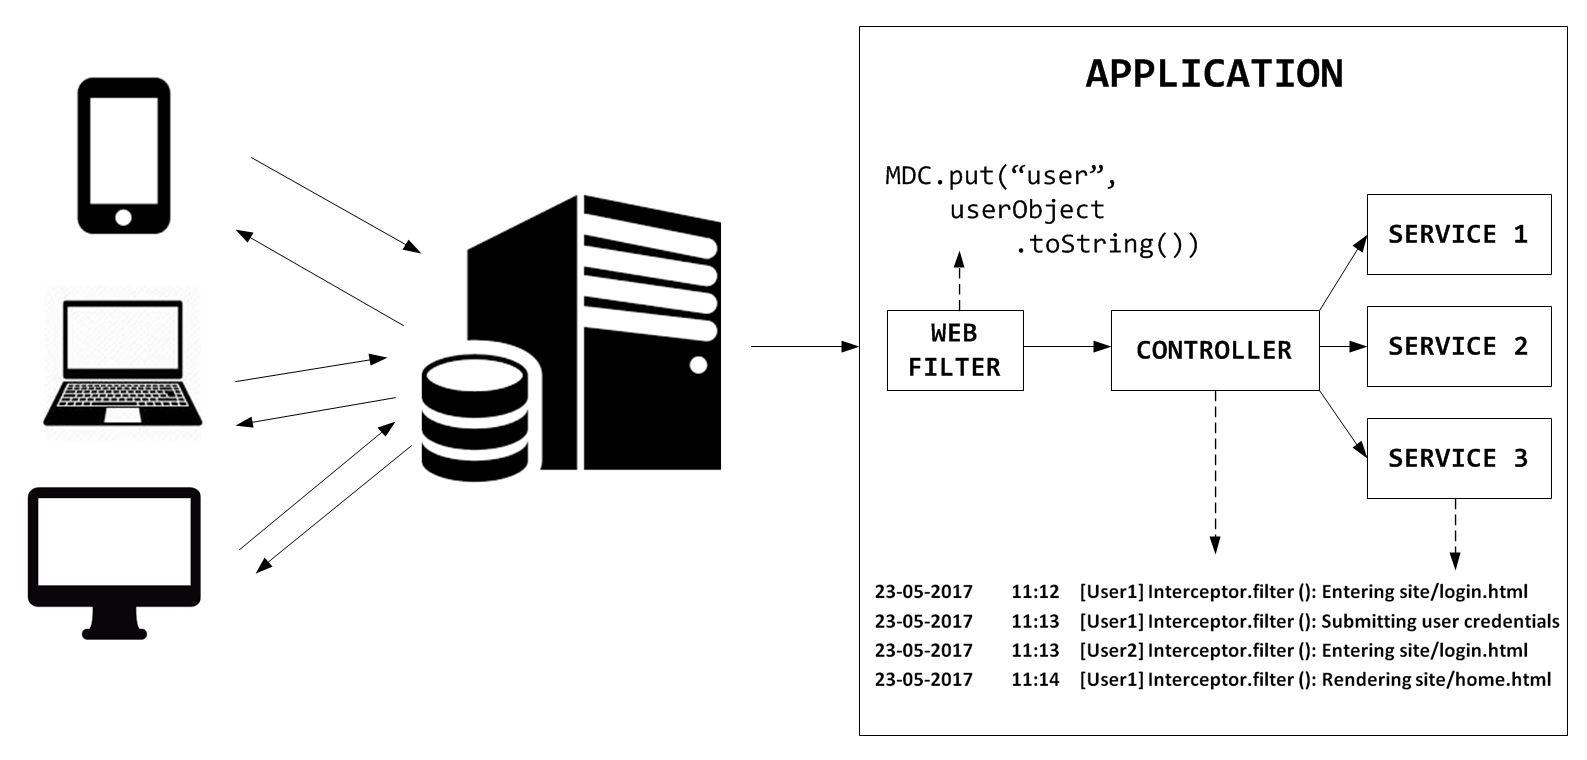 APPLICATION
MDC.put(“user”,
userObject
.toString())
WEB
FILTER
CONTROLLER
SERVICE 1
SERVICE 2
SERVICE 3
23-05-2017 11:12 [User1] Interceptor.filter (): Entering site/login.html
23-05-2017 11:13 [User1] Interceptor.filter (): Submitting user credentials
23-05-2017 11:13 [User2] Interceptor.filter (): Entering site/login.html
23-05-2017 11:14 [User1] Interceptor.filter (): Rendering site/home.html